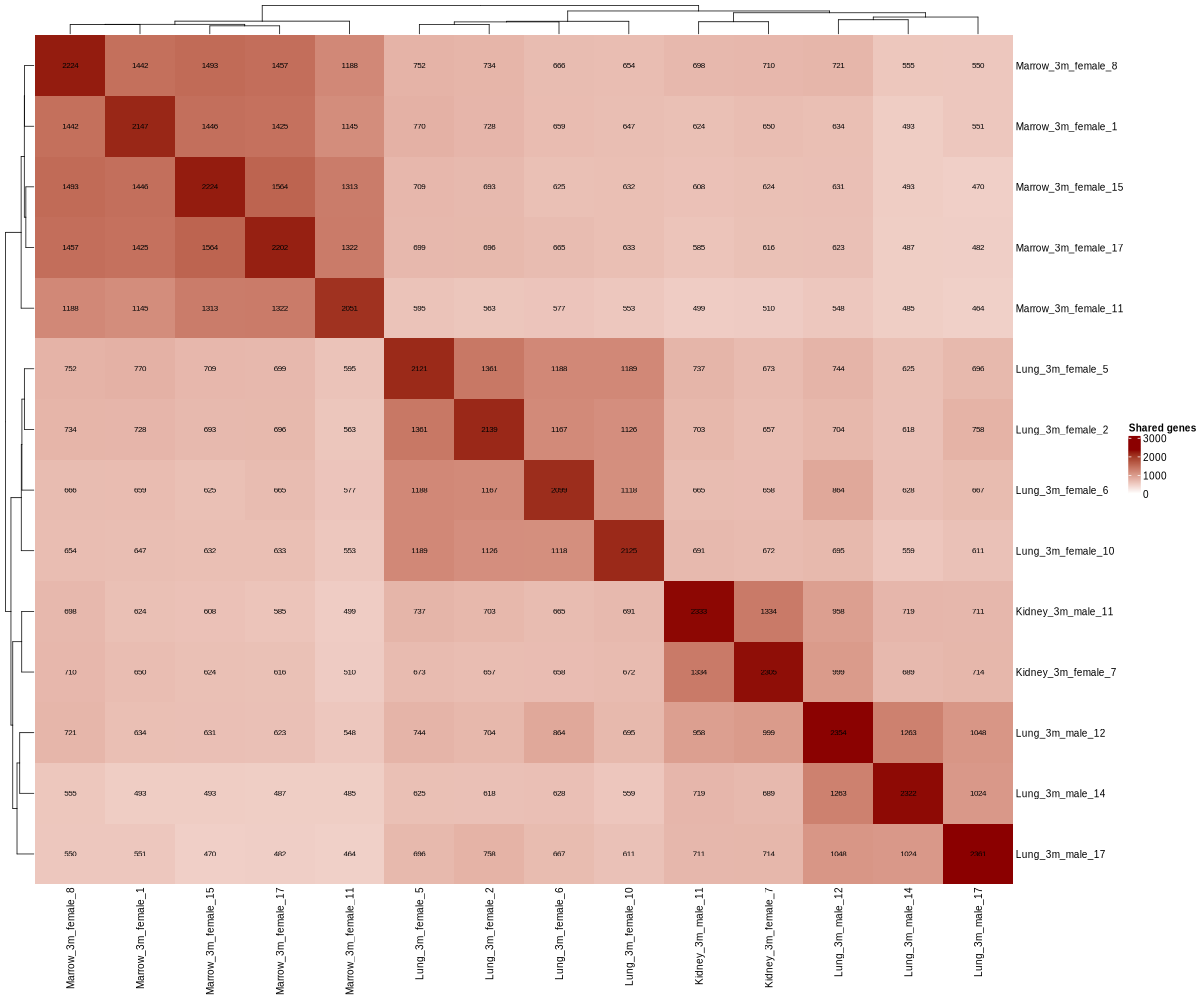 2224 1442 1493 1457 1188 752 734 666 654 698 710 721 555 550 Marrow_3m_female_8
1442 2147 1446 1425 1145 770 728 659 647 624 650 634 493 551 Marrow_3m_female_1
1493 1446 2224 1564 1313 709 693 625 632 608 624 631 493 470 Marrow_3m_female_15
1457 1425 1564 2202 1322 699 696 665 633 585 616 623 487 482 Marrow_3m_female_17
1188 1145 1313 1322 2051 595 563 577 553 499 510 548 485 464 Marrow_3m_female_11
752 770 709 699 595 2121 1361 1188 1189 737 673 744 625 696 Lung_3m_female_5
734 728 693 696 563 1361 2139 1167 1126 703 657 704 618 758 Lung_3m_female_2
Shared genes
3000
2000
1000
0
666 659 625 665 577 1188 1167 2099 1118 665 658 864 628 667 Lung_3m_female_6
654 647 632 633 553 1189 1126 1118 2125 691 672 695 559 611 Lung_3m_female_10
698 624 608 585 499 737 703 665 691 1334 958 719 711 Kidney_3m_male_11
710 650 624 616 510 673 657 658 672 1334 999 689 714 Kidney_3m_female_7
721 634 631 623 548 744 704 864 695 958 999 1263 1048 Lung_3m_male_12
555 493 493 487 485 625 618 628 559 719 689 1263 1024 Lung_3m_male_14
550 551 470 482 464 696 758 667 611 711 714 1048 1024 Lung_3m_male_17
Marrow_3m_female_8
Marrow_3m_female_1
Marrow_3m_female_15
Marrow_3m_female_17
Marrow_3m_female_11
Lung_3m_female_5
Lung_3m_female_2
Lung_3m_female_6
Lung_3m_female_10
Kidney_3m_male_11
Kidney_3m_female_7
Lung_3m_male_12
Lung_3m_male_14
Lung_3m_male_17